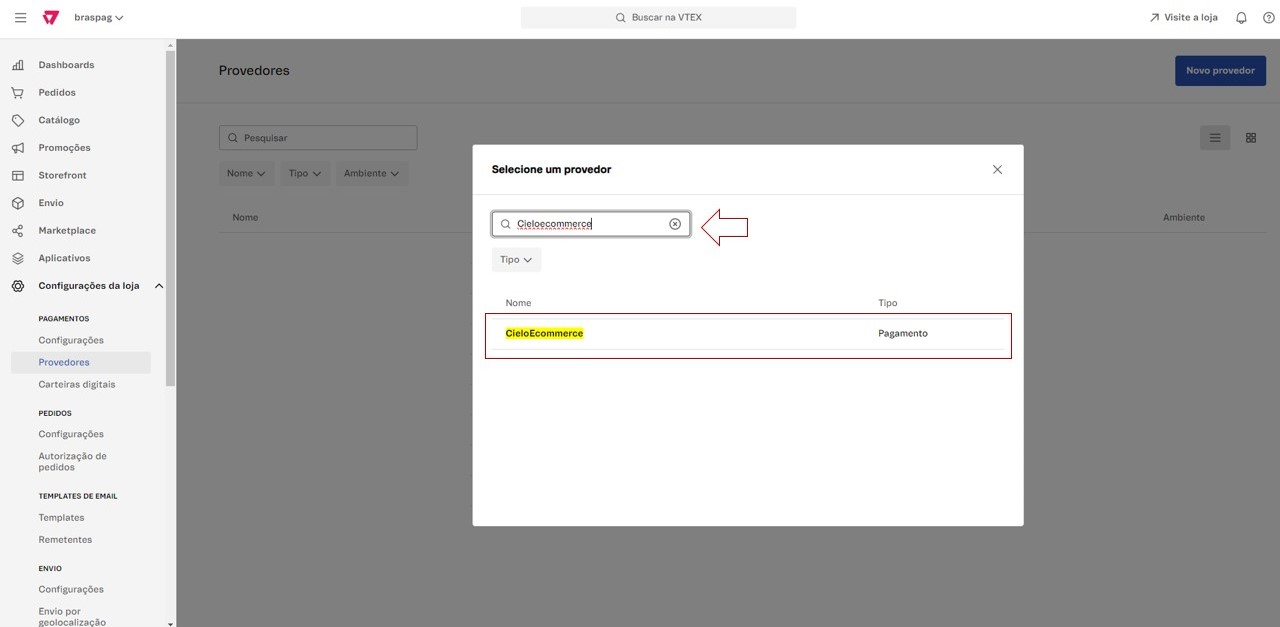 braspag
Buscar na VTEX
Visite a loja
Dashboards
Pedidos
Catálogo
Promoções
Storefront
Envio
Marketplace
Aplicativos
Configurações da loja
PAGAMENTOS
Configurações
Provedores
Carteiras digitais
PEDIDOS
Configurações
Autorização de
pedidos
TEMPLATES DE EMAIL
Templates
Remetentes
ENVIO
Configurações
Envio por
geolocalização
Provedores
Novo provedor
Pesquisar
Nome
Tipo
Ambiente
Nome
Ambiente
Selecione um provedor
Cieloecommerce
Tipo
Nome
Tipo
CieloEcommerce
Pagamento